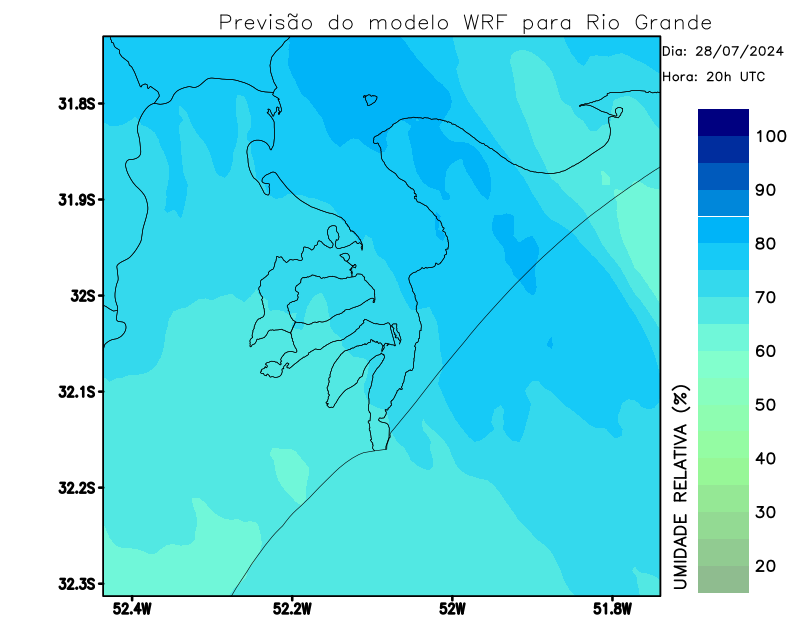 Previsão do modelo WRF para Rio Grande
Dia: 28/07/2024
Hora: 20h UTC
31.8S
31.9S
32S
32.1S
32.2S
32.3S
52.4W
52.2W
52W
51.8W
UMIDADE RELATIVA (%)
100
90
80
70
60
50
40
30
20